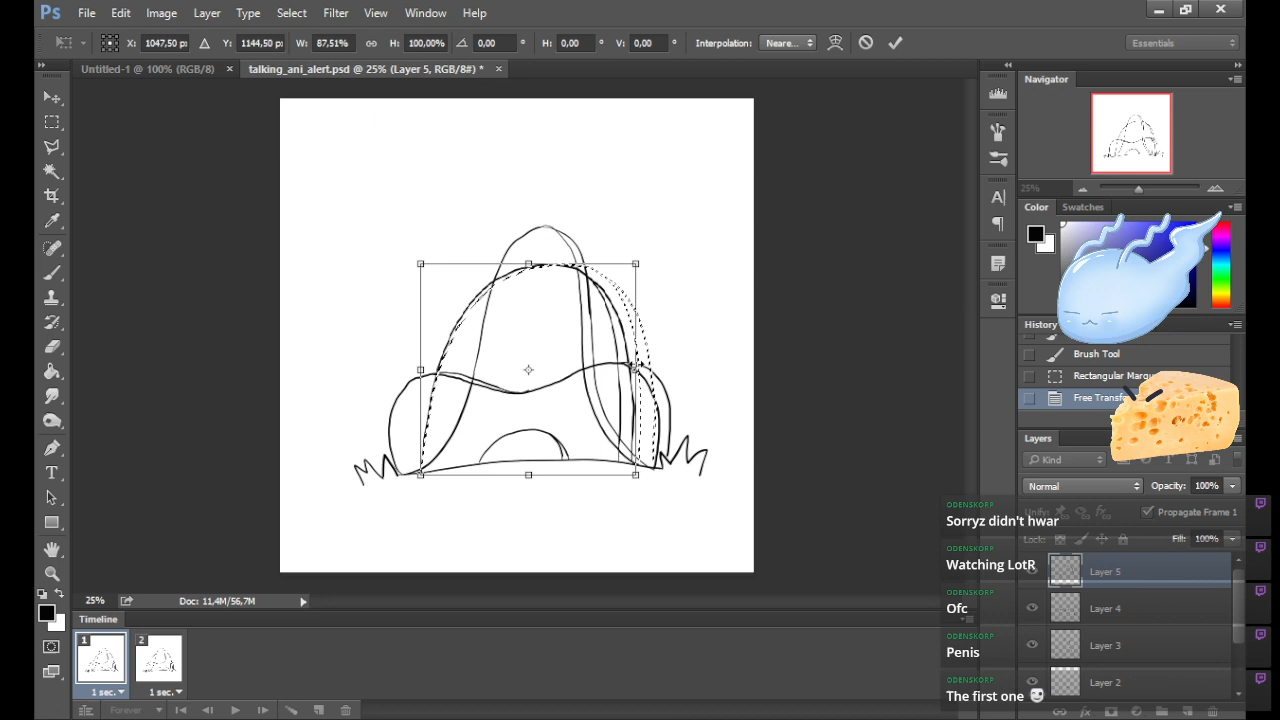 Ps File Edit Image Layer Type Select Filter View Window Help
X: 1047,50 p: Y: 1144,50 p: W: 87,51% H: 100,00% 0,00 ° H: 0,00 ° V: 0,00 ° Interpolation: Neare... Essentials
Untitled-1 @ 100% (RGB/8) × talking_ani_alert.psd @ 25% (Layer 5, RGB/8#) * ×
Navigator
25%
Color Swatches
History
Brush Tool
Rectangular Marqu
Free Transf
Layers
Kind
Normal Opacity: 100%
Unify: Propagate Frame 1
Lock: Fill: 100%
Layer 5
Layer 4
Layer 3
Layer 2
ODENSKORP
Sorryz didn't hwar
ODENSKORP
Watching LotR
ODENSKORP
Ofc
ODENSKORP
Penis
ODENSKORP
The first one
25% Doc: 11,4M/56,7M
Timeline
1 2
1 sec. 1 sec.
Forever